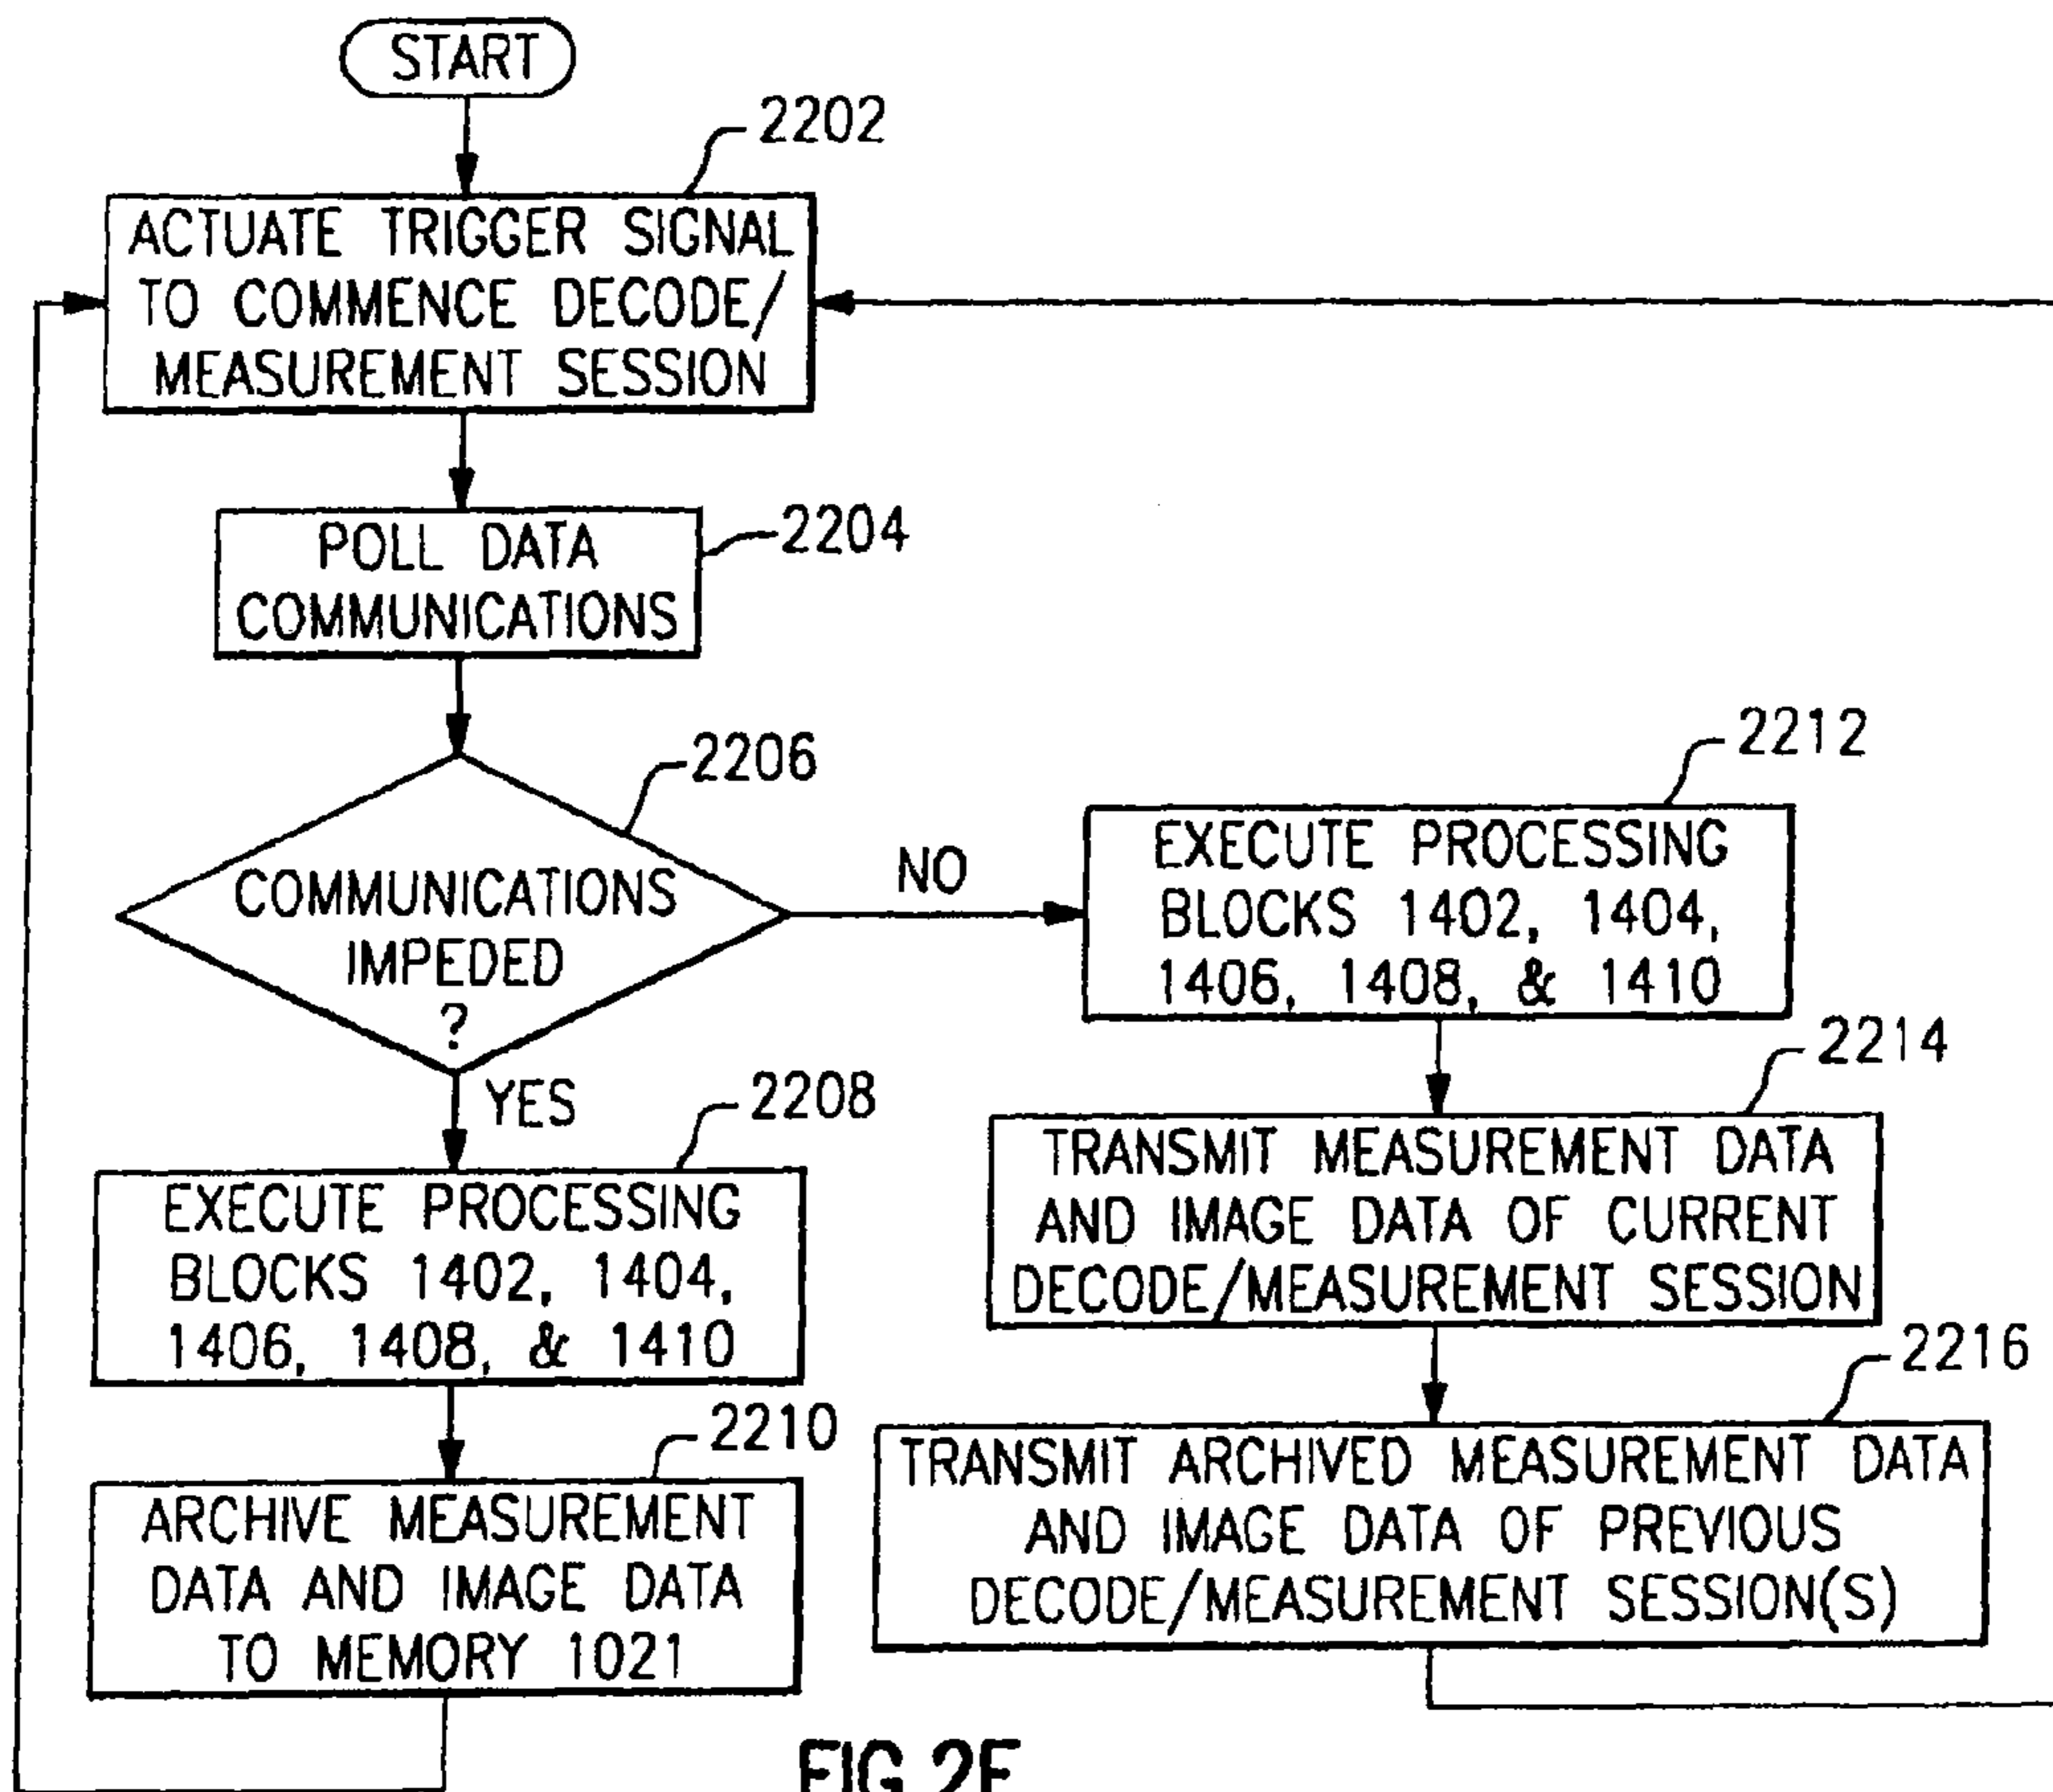 START
2202
ACTUATE TRIGGER SIGNAL
TO COMMENCE DECODE/
MEASUREMENT SESSION
2204
POLL DATA
COMMUNICATIONS
2206
COMMUNICATIONS
IMPEDED
?
NO
YES
2208
EXECUTE PROCESSING
BLOCKS 1402, 1404,
1406, 1408, & 1410
2210
ARCHIVE MEASUREMENT
DATA AND IMAGE DATA
TO MEMORY 1021
2212
EXECUTE PROCESSING
BLOCKS 1402, 1404,
1406, 1408, & 1410
2214
TRANSMIT MEASUREMENT DATA
AND IMAGE DATA OF CURRENT
DECODE/MEASUREMENT SESSION
2216
TRANSMIT ARCHIVED MEASUREMENT DATA
AND IMAGE DATA OF PREVIOUS
DECODE/MEASUREMENT SESSION(S)